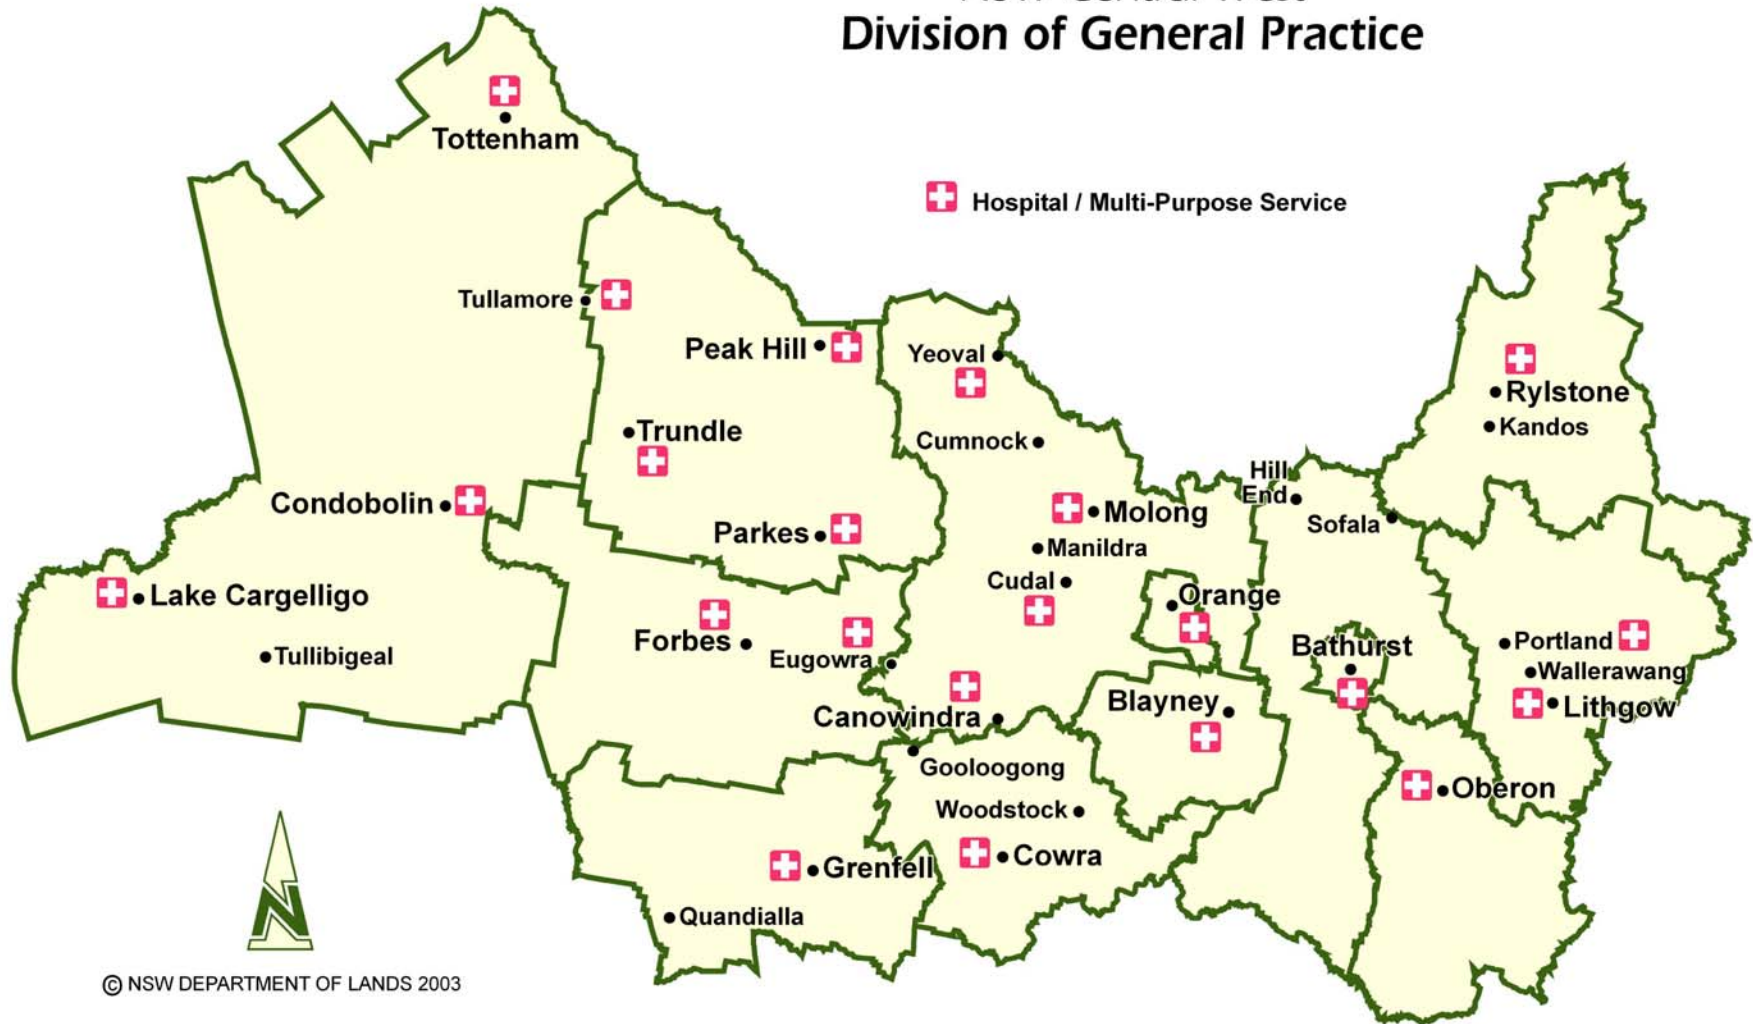 Division of General Practice
Tottenham
Hospital / Multi-Purpose Service
Tullamore
Peak Hill
Yeoval
Rylstone
Kandos
Trundle
Cumnock
Hill
End
Sofala
Condobolin
Molong
Parkes
Manildra
Cudal
Lake Cargelligo
Orange
Forbes
Eugowra
Tullibigeal
Bathurst
Portland
Wallerawang
Lithgow
Canowindra
Blayney
Gooloogong
Oberon
Woodstock
Cowra
Grenfell
Quandialla
N
© NSW DEPARTMENT OF LANDS 2003